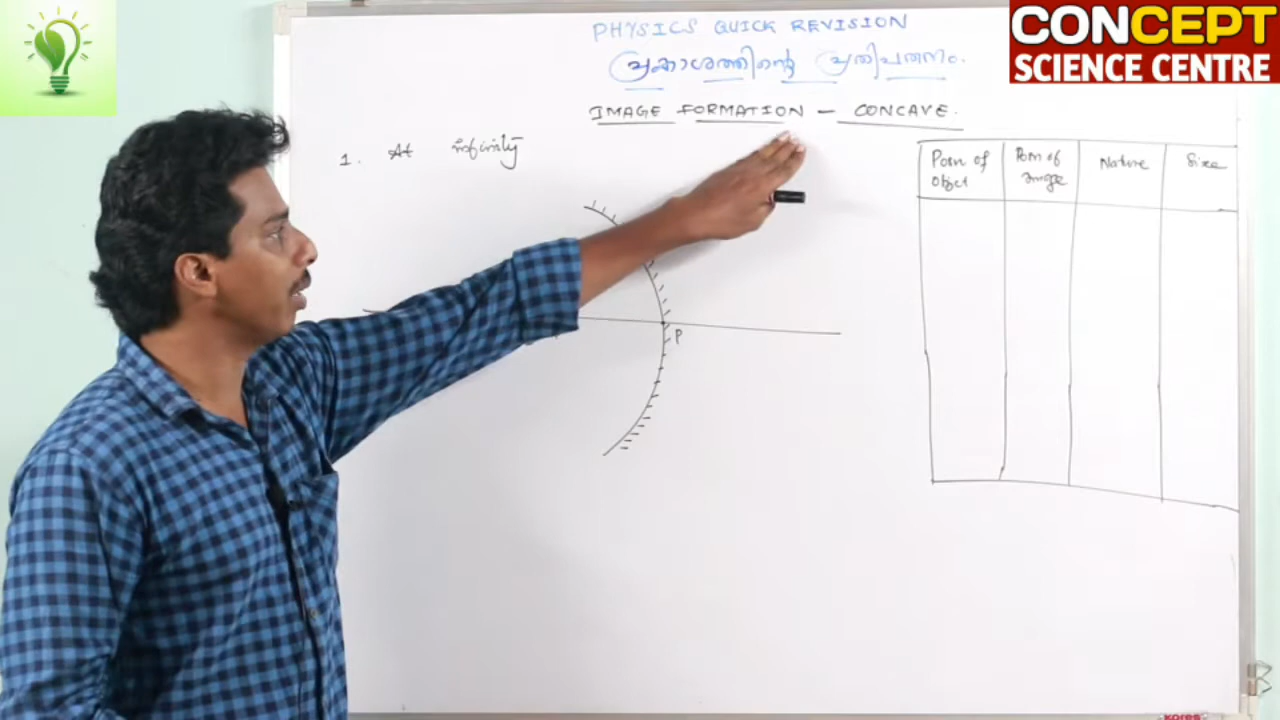 PHYSICS QUICK REVISION
പ്രകാശത്തിന്റെ പ്രതിപതനം.
IMAGE FORMATION – CONCAVE.
1. At infinity
P
Posn of Object
Posn of Image
Nature
Size
CONCEPT
SCIENCE CENTRE
kores